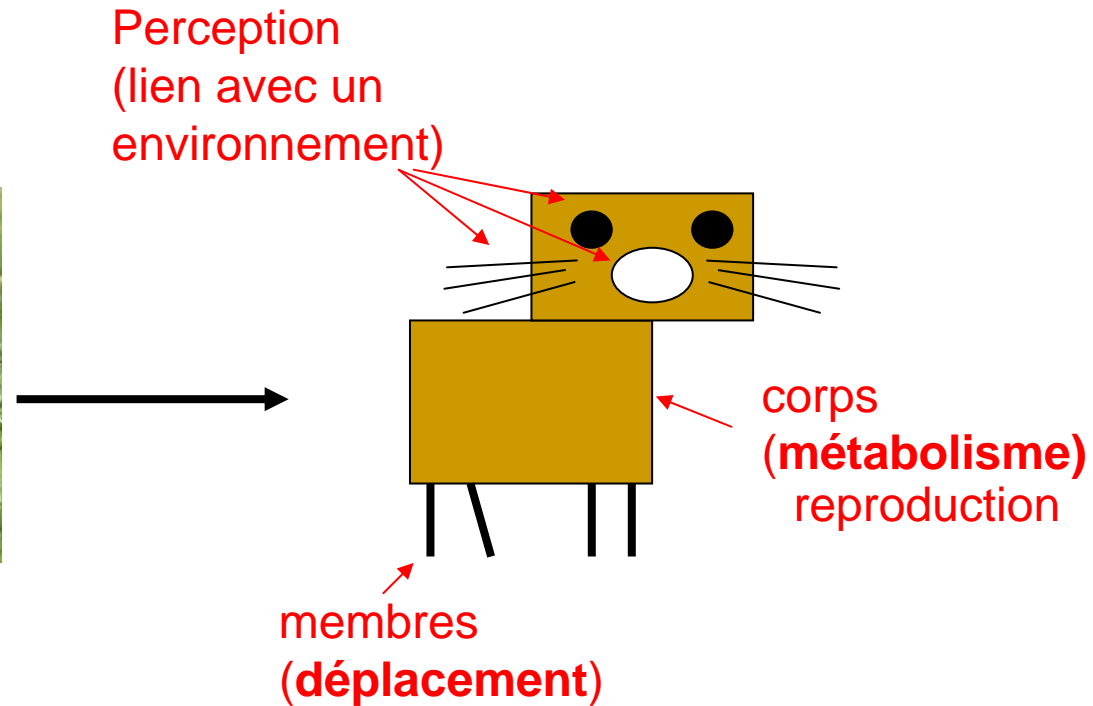 Perception
(lien avec un
environnement)
corps
(métabolisme)
reproduction
membres
(déplacement)